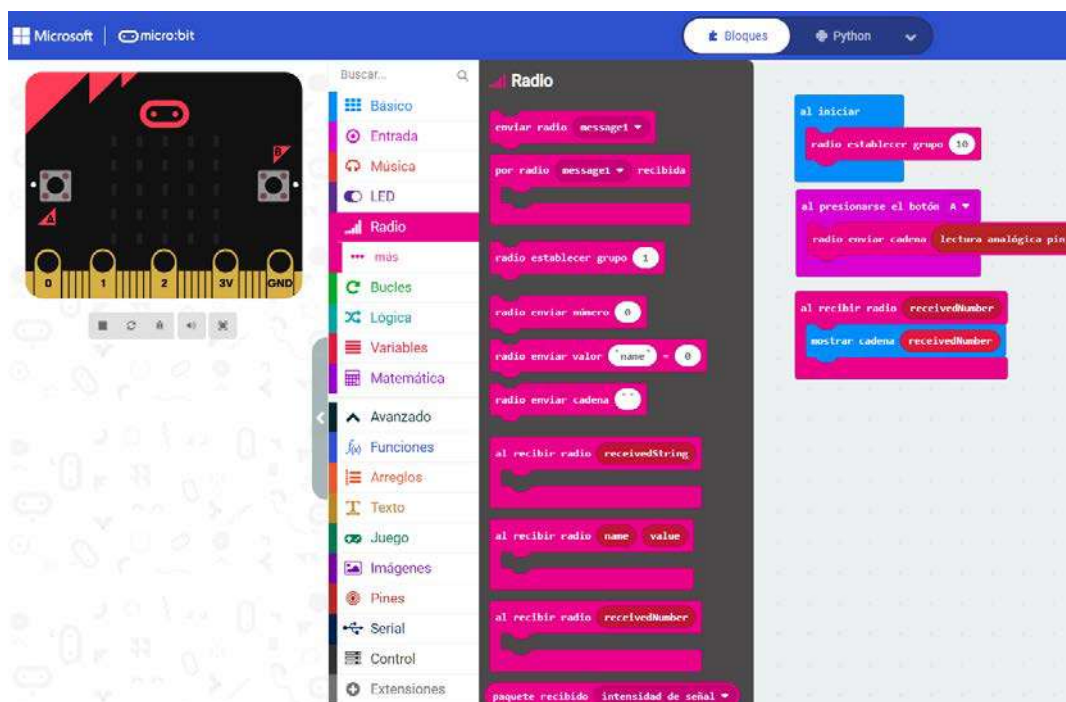 Microsoft
micro:bit
Bloques
Python
B
A
0
1
2
3V
GND
Buscar...
Básico
Entrada
Música
LED
Radio
más
Bucles
Lógica
Variables
Matemática
Avanzado
Funciones
Arreglos
Texto
Juego
Imágenes
Pines
Serial
Control
Extensiones
Radio
enviar radio message1
por radio message1 recibida
radio establecer grupo 1
radio enviar número 0
radio enviar valor "name" = 0
radio enviar cadena " "
al recibir radio receivedString
al recibir radio name value
al recibir radio receivedNumber
paquete recibido intensidad de señal
al iniciar
radio establecer grupo 10
al presionarse el botón A
radio enviar cadena lectura analógica pin
al recibir radio receivedNumber
mostrar cadena receivedNumber